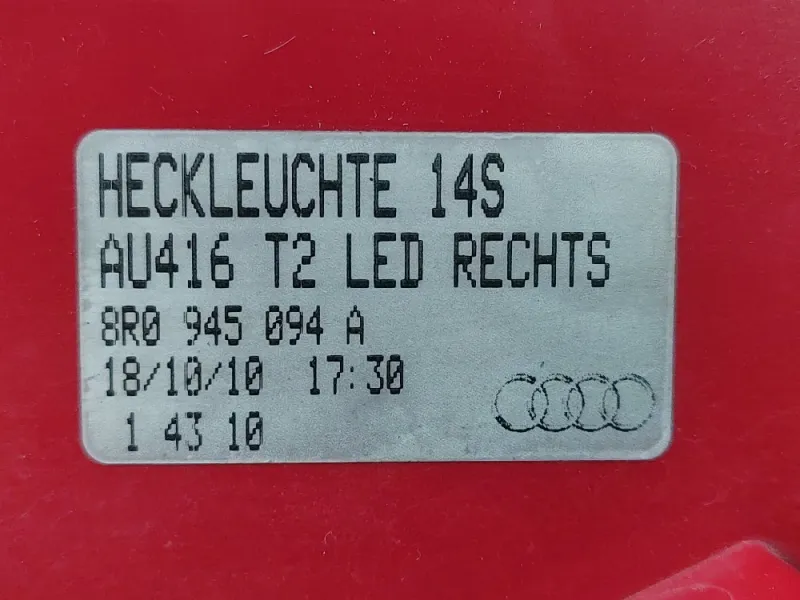 HECKLEUCHTE 14S
AU416 T2 LED RECHTS
8R0 945 094 A
18/10/10 17:30
1 43 10